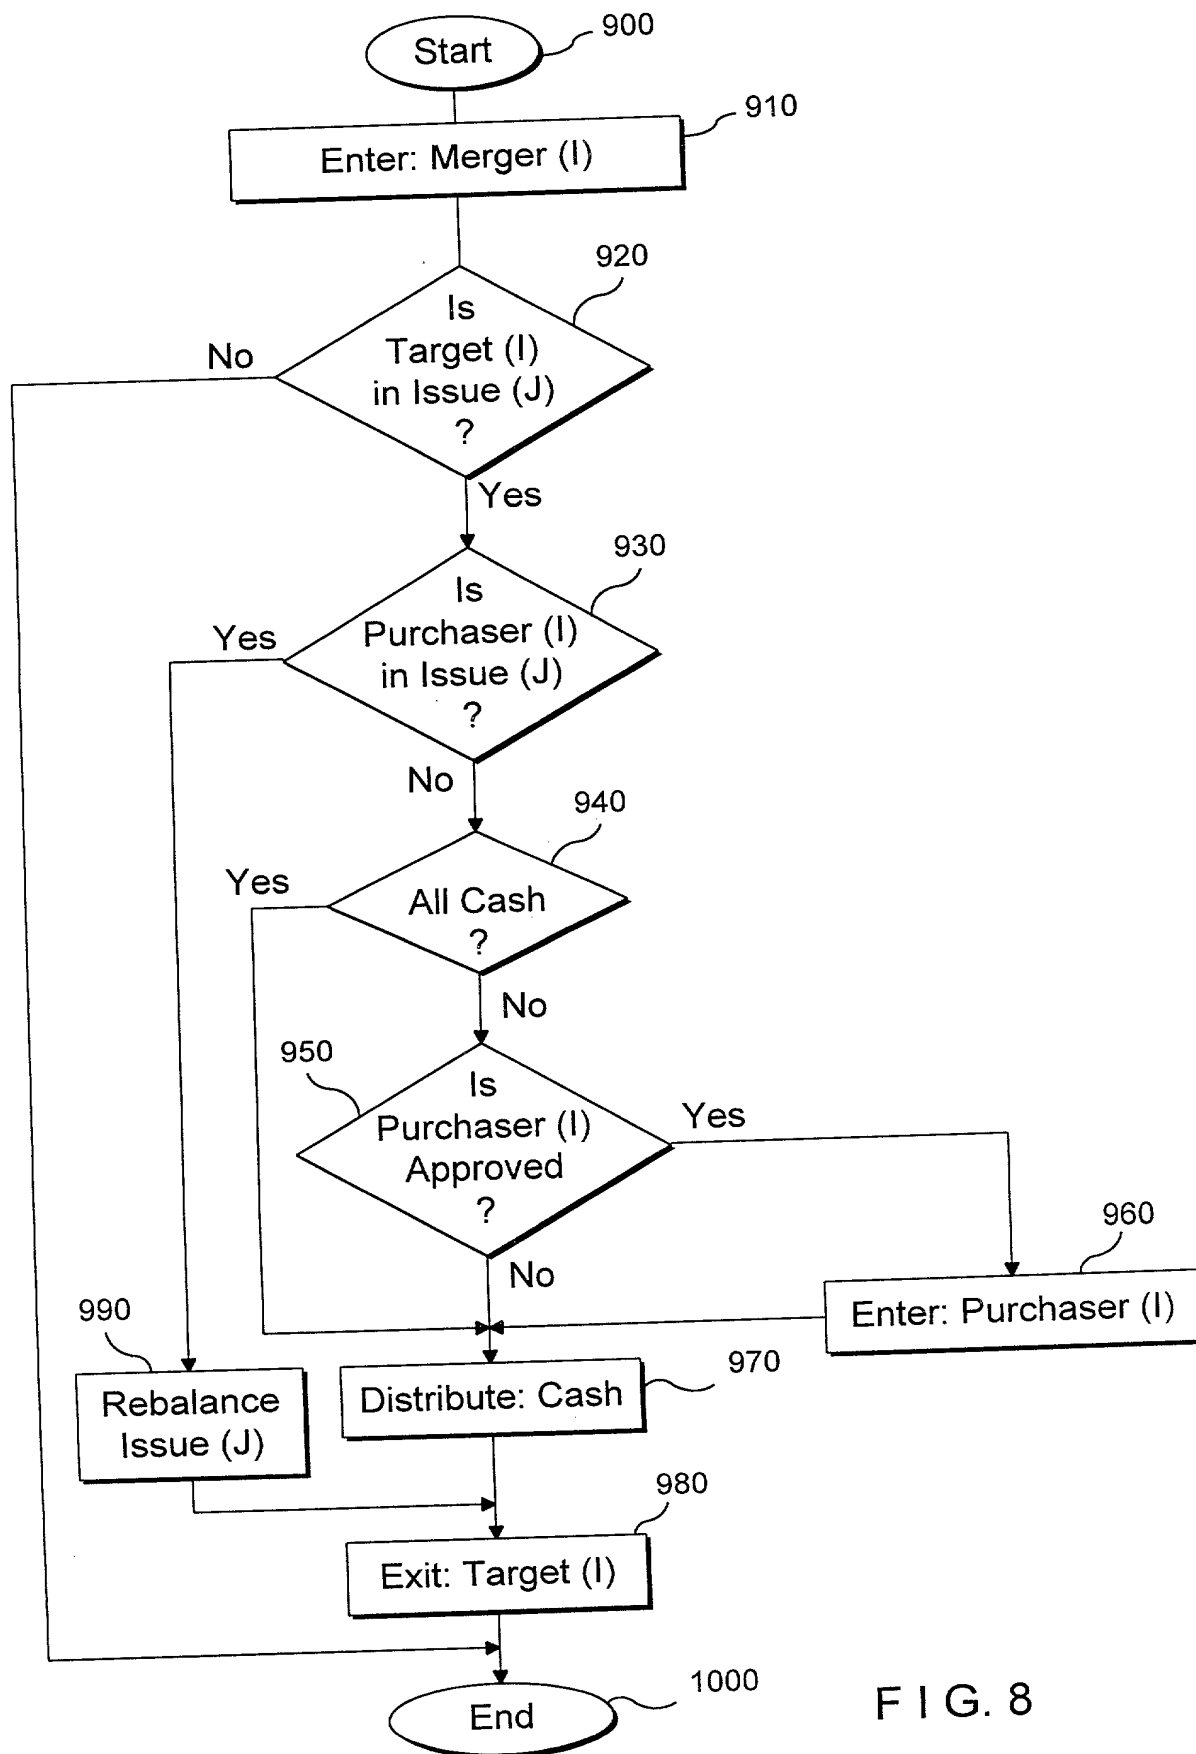 Start
900
910
Enter: Merger (I)
920
Is
Target (I)
in Issue (J)
?
No
Yes
930
Is
Purchaser (I)
in Issue (J)
?
Yes
No
940
All Cash
?
Yes
No
950
Is
Purchaser (I)
Approved
?
Yes
No
960
Enter: Purchaser (I)
990
Rebalance
Issue (J)
970
Distribute: Cash
980
Exit: Target (I)
1000
End
F I G. 8